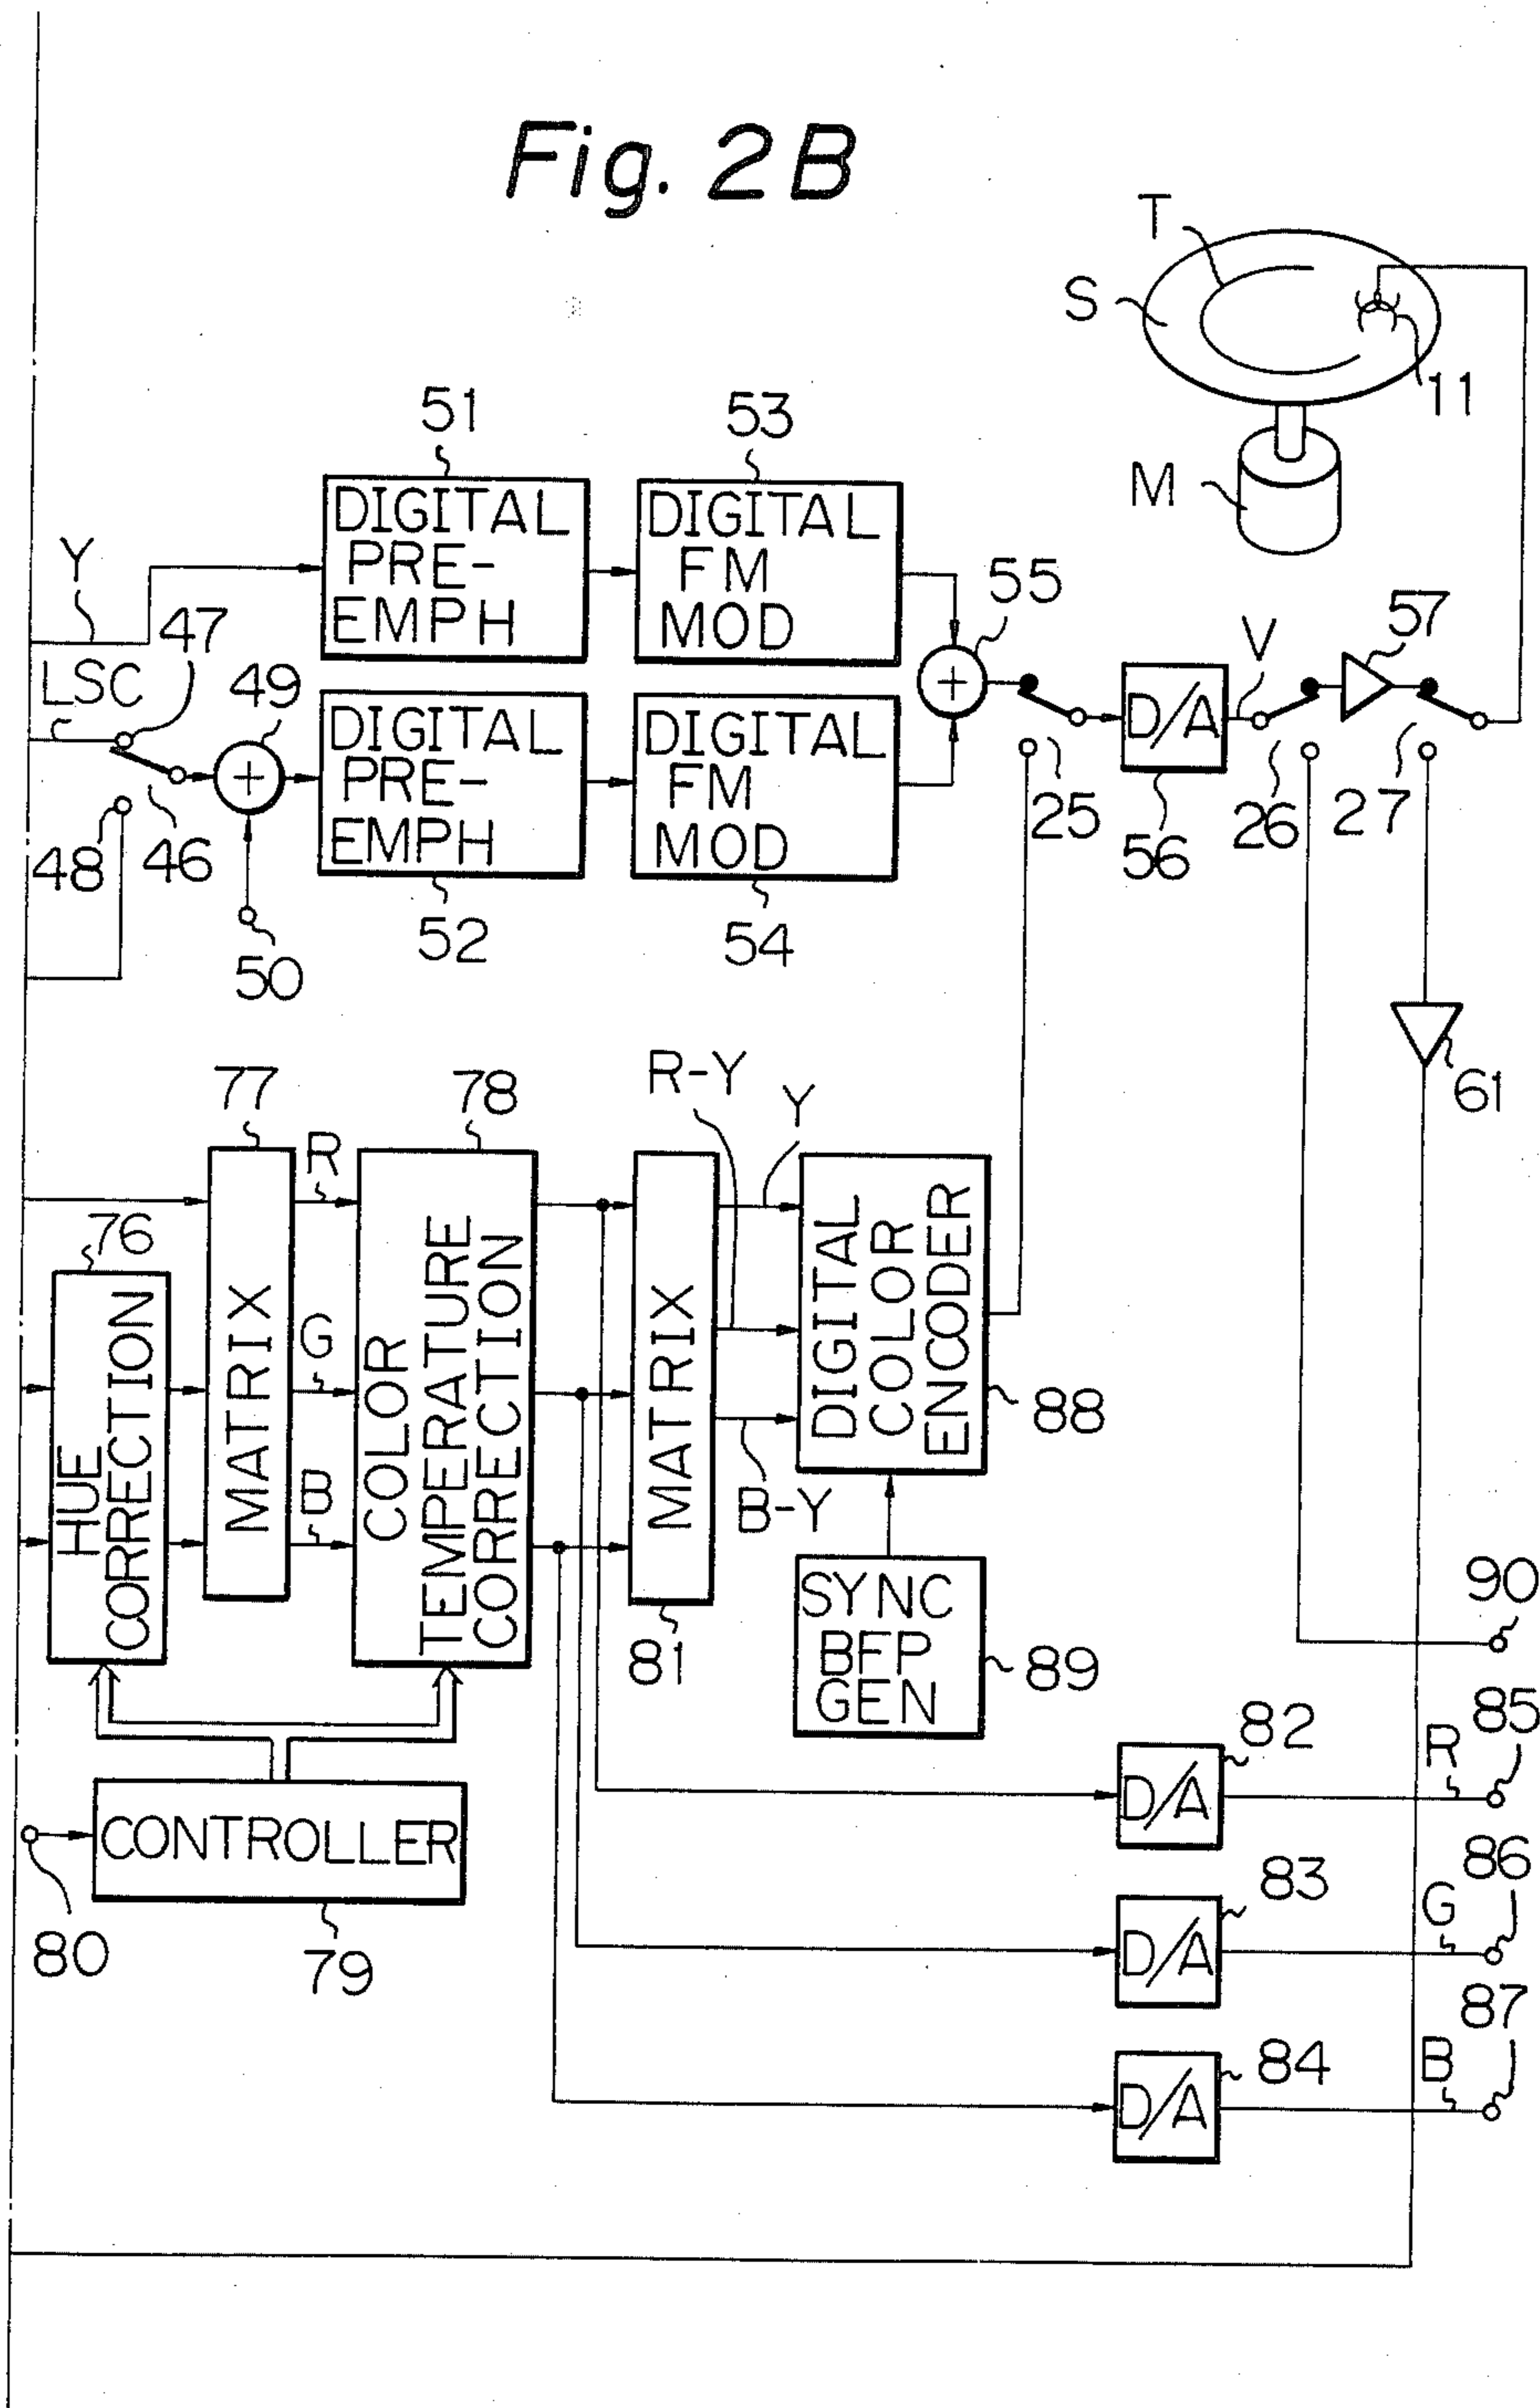 Fig. 2B
T
S
11
M
51
53
DIGITAL
PRE-
EMPH
DIGITAL
FM
MOD
Y
47
LSC
49
55
V
57
DIGITAL
PRE-
EMPH
DIGITAL
FM
MOD
D/A
48
46
50
52
54
25
56
26
27
61
77
78
R-Y
Y
R
76
G
B
HUE
CORRECTION
MATRIX
COLOR
TEMPERATURE
CORRECTION
MATRIX
DIGITAL
COLOR
ENCODER
88
B-Y
81
SYNC
BFP
GEN
89
90
82
85
D/A
R
CONTROLLER
80
79
83
86
D/A
G
84
87
D/A
B